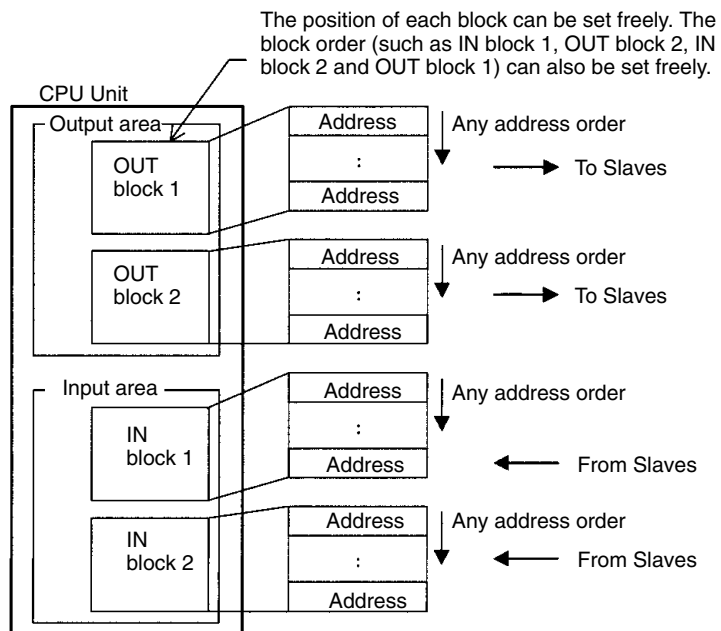 The position of each block can be set freely. The
block order (such as IN block 1, OUT block 2, IN
block 2 and OUT block 1) can also be set freely.
CPU Unit
Output area
OUT
block 1
Address
:
Address
Any address order
To Slaves
OUT
block 2
Address
:
Address
Any address order
To Slaves
Input area
IN
block 1
Address
:
Address
Any address order
From Slaves
IN
block 2
Address
:
Address
Any address order
From Slaves